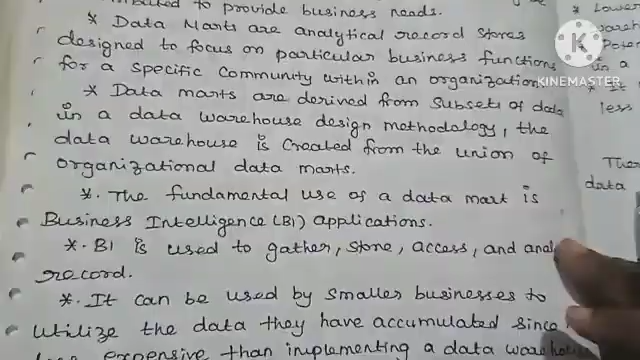 to provide business needs.
* Data Marts are analytical record stores
designed to focus on particular business functions
for a specific community within an organization
* Data marts are derived from subsets of data
in a data warehouse design methodology, the
data warehouse is created from the union of
organizational data marts.
*. The fundamental use of a data mart is
Business Intelligence (BI) applications.
*. BI is used to gather, store, access, and
record.
*. It can be used by smaller businesses to
utilize the data they have accumulated since
expensive than implementing a data
* Lower
in a
less
data
KINEMASTER